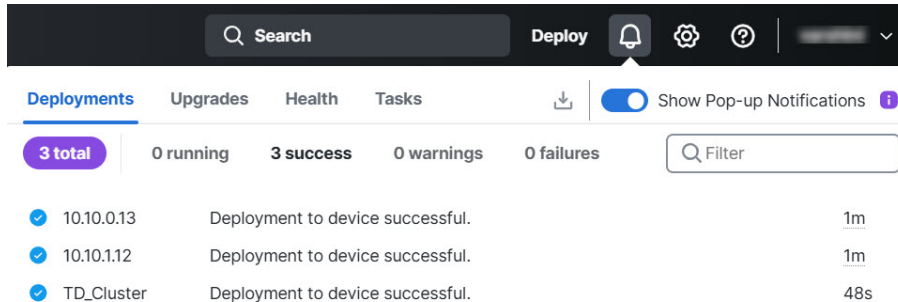 Search Deploy
Deployments Upgrades Health Tasks Show Pop-up Notifications i
3 total 0 running 3 success 0 warnings 0 failures Filter
10.10.0.13 Deployment to device successful. 1m
10.10.1.12 Deployment to device successful. 1m
TD_Cluster Deployment to device successful. 48s